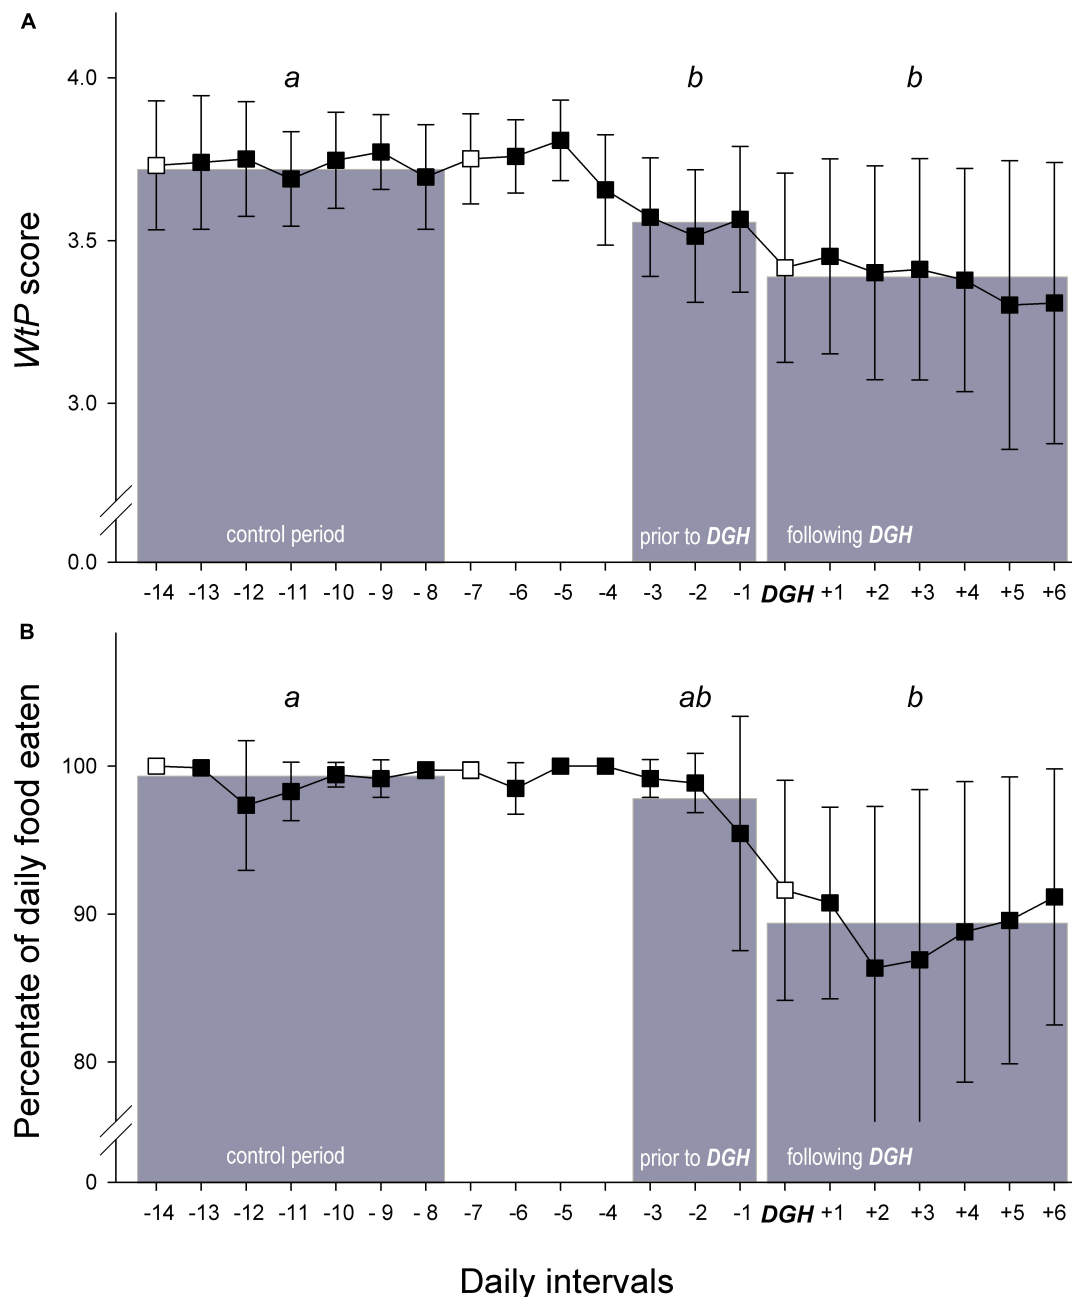 A
4.0
a
b
b
3.5
3.0
0.0
WtP score
control period
prior to DGH
following DGH
-14 -13 -12 -11 -10 - 9 - 8 -7 -6 -5 -4 -3 -2 -1 DGH +1 +2 +3 +4 +5 +6
B
a
ab
b
100
90
80
0
Percentate of daily food eaten
control period
prior to DGH
following DGH
-14 -13 -12 -11 -10 - 9 - 8 -7 -6 -5 -4 -3 -2 -1 DGH +1 +2 +3 +4 +5 +6
Daily intervals